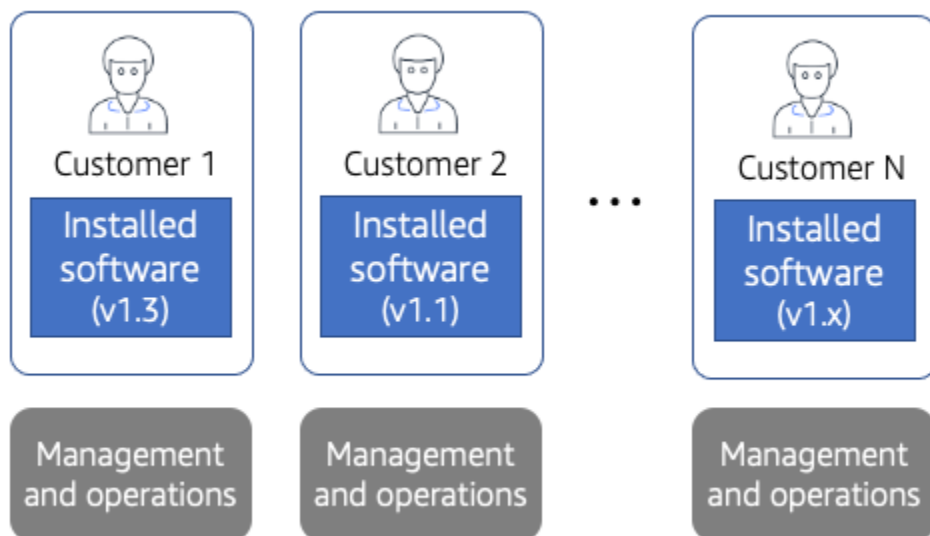 Customer 1
Installed
software
(v1.3)
Management
and operations
Customer 2
Installed
software
(v1.1)
Management
and operations
...
Customer N
Installed
software
(v1.x)
Management
and operations